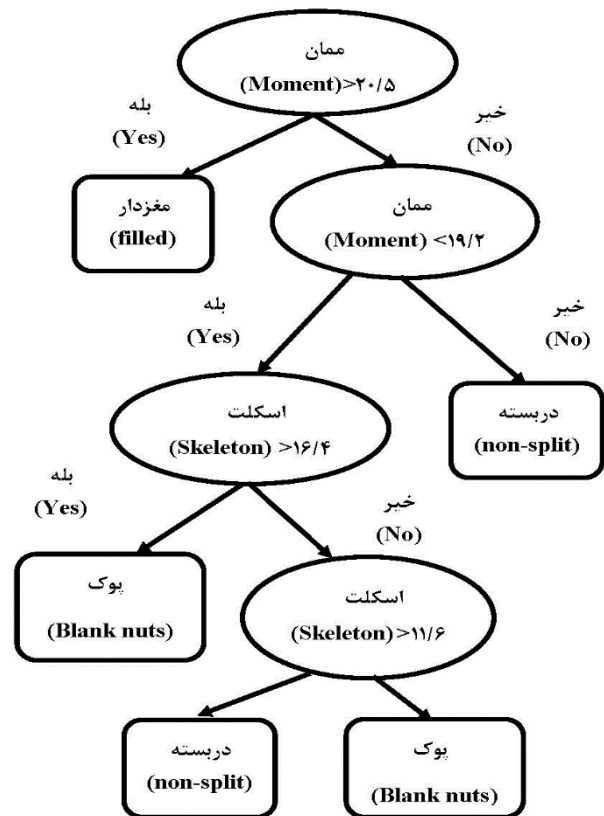 ممان
(Moment)>۲۰/۵
بله
(Yes)
خیر
(No)
مغزدار
(filled)
ممان
(Moment) <۱۹/۲
بله
(Yes)
خیر
(No)
اسکلت
(Skeleton) >۱۶/۴
دربسته
(non-split)
بله
(Yes)
خیر
(No)
پوک
(Blank nuts)
اسکلت
(Skeleton) >۱۱/۶
دربسته
(non-split)
پوک
(Blank nuts)